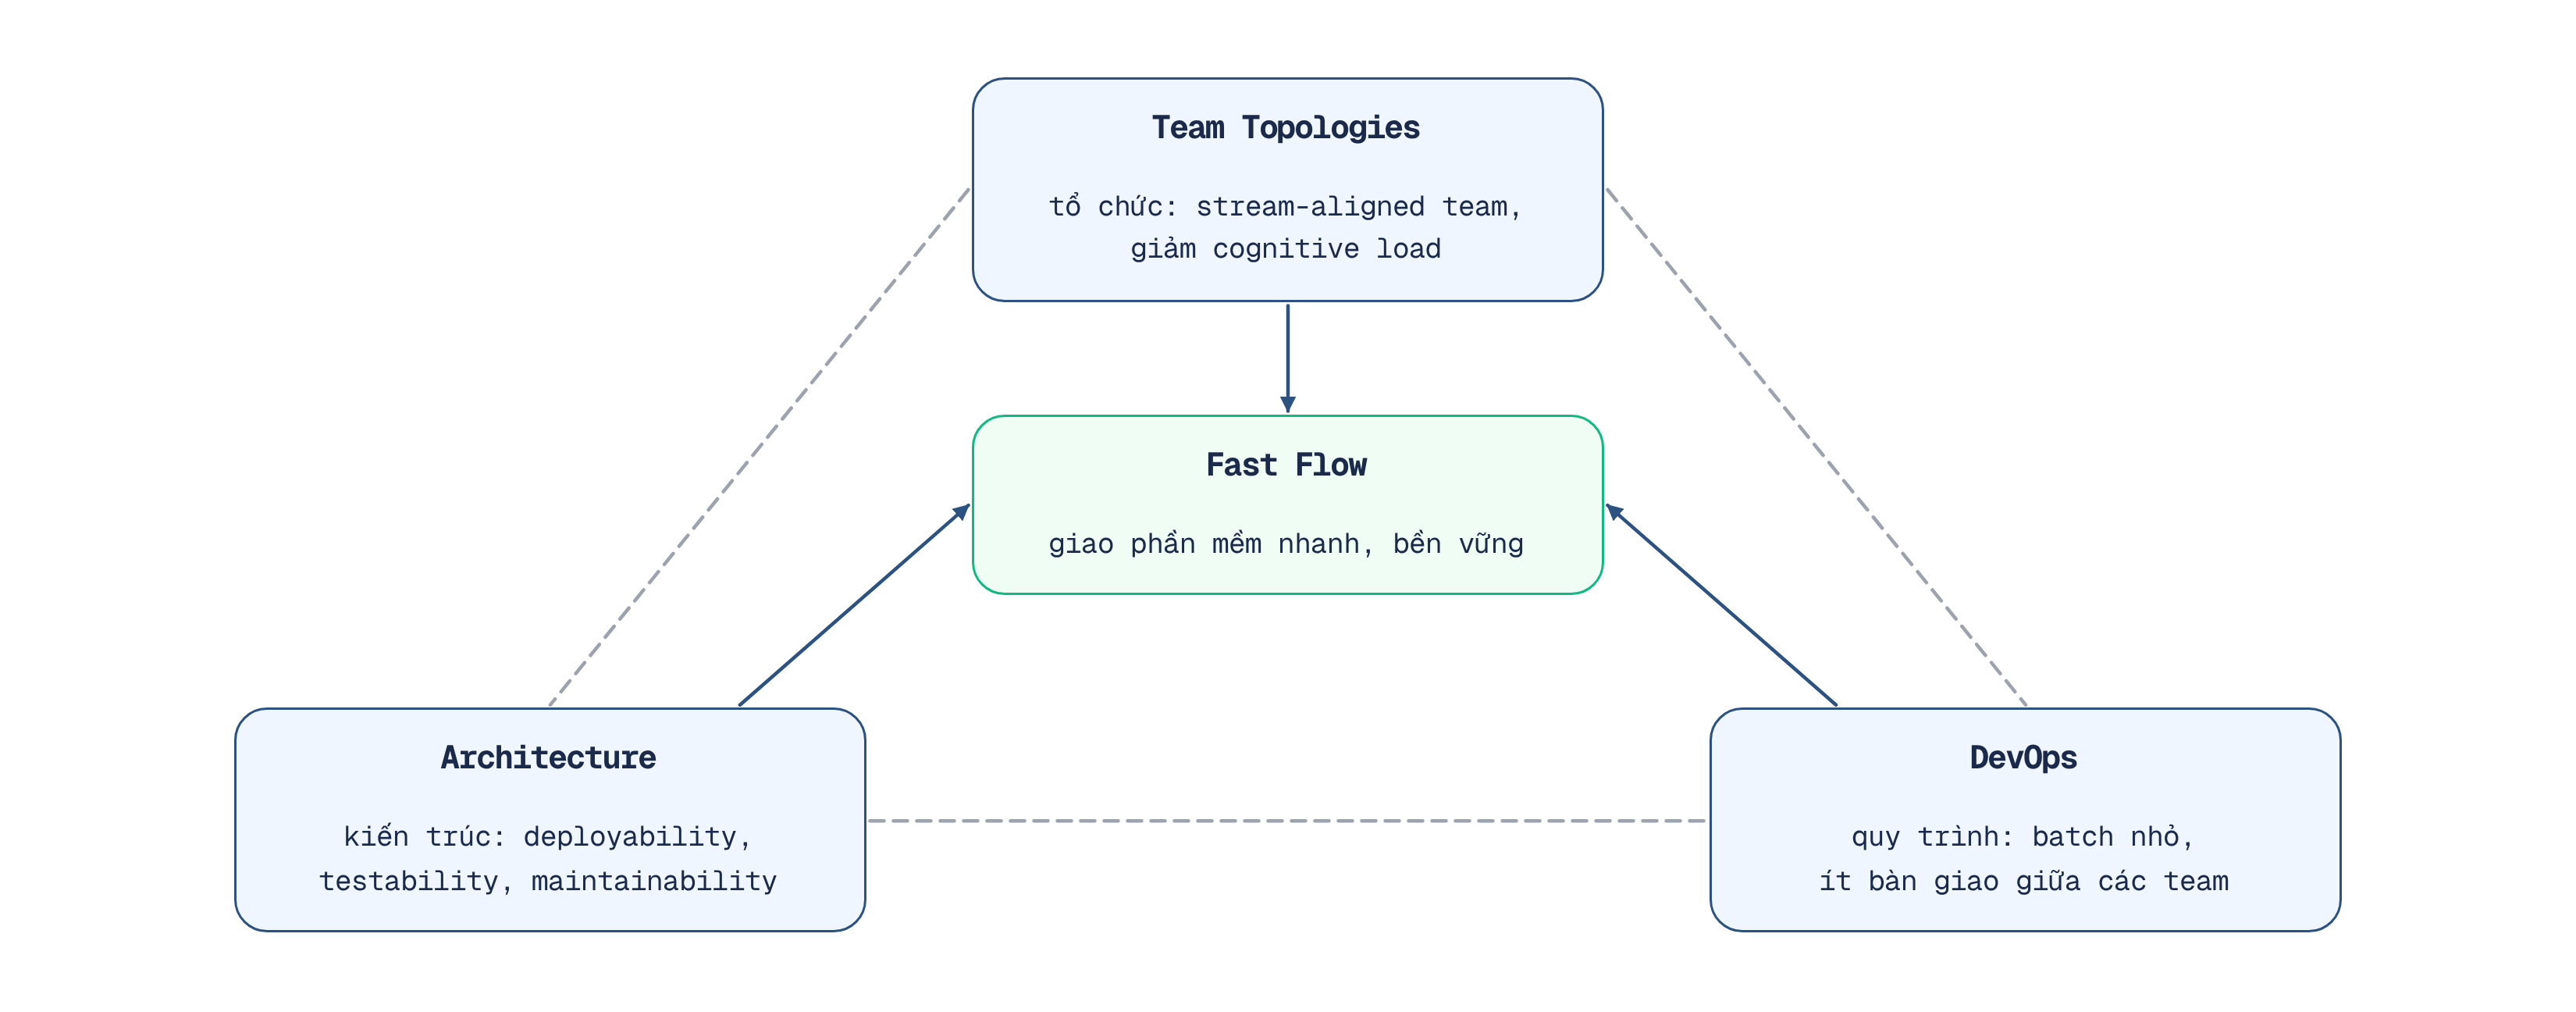 Team Topologies
tổ chức: stream-aligned team,
giảm cognitive load
Fast Flow
giao phần mềm nhanh, bền vững
Architecture
kiến trúc: deployability,
testability, maintainability
DevOps
quy trình: batch nhỏ,
ít bàn giao giữa các team